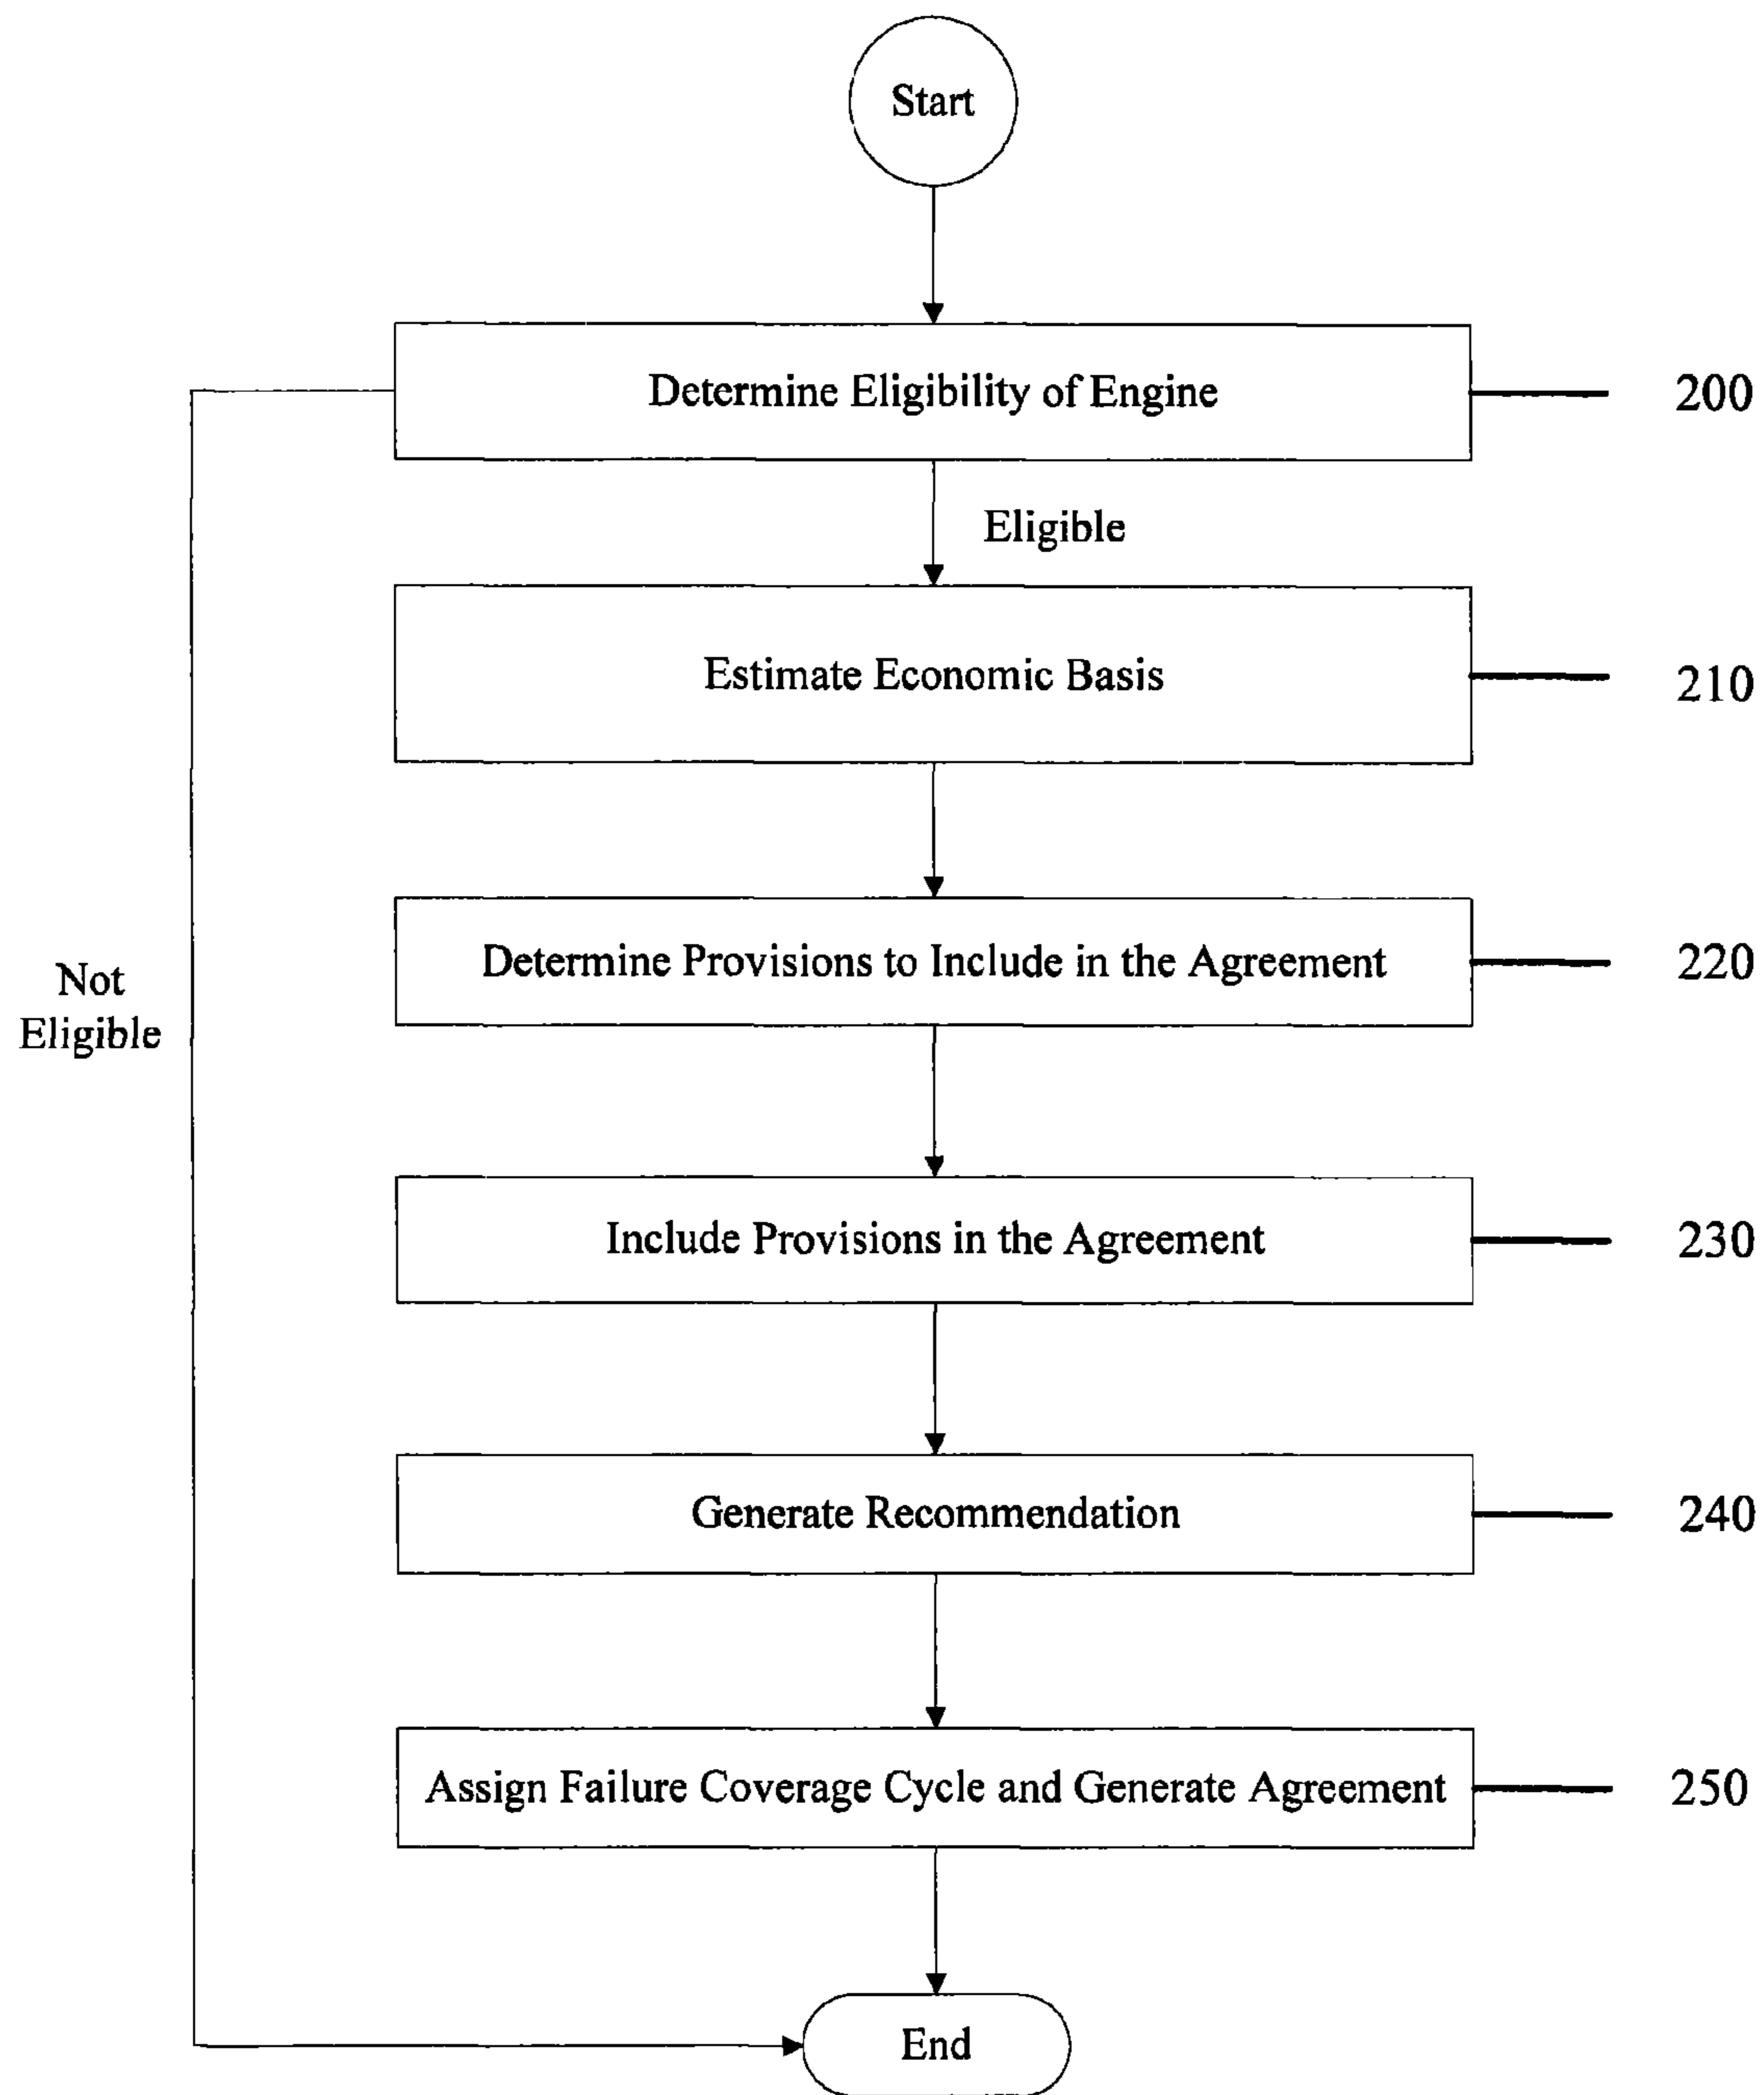 Start
Determine Eligibility of Engine
200
Eligible
Estimate Economic Basis
210
Determine Provisions to Include in the Agreement
220
Not
Eligible
Include Provisions in the Agreement
230
Generate Recommendation
240
Assign Failure Coverage Cycle and Generate Agreement
250
End